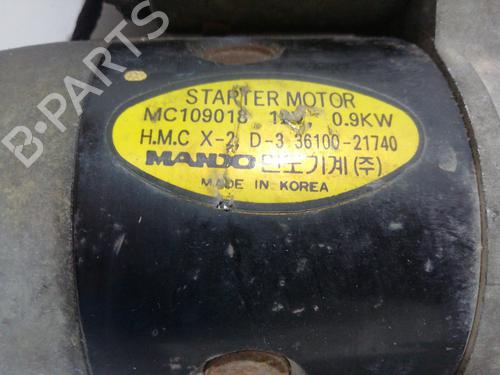 STARTER MOTOR
MC109018 0.9KW
H.M.C X-2 D-3 36100-21740
MANDO 만도기계(주)
MADE IN KOREA
B-PARTS